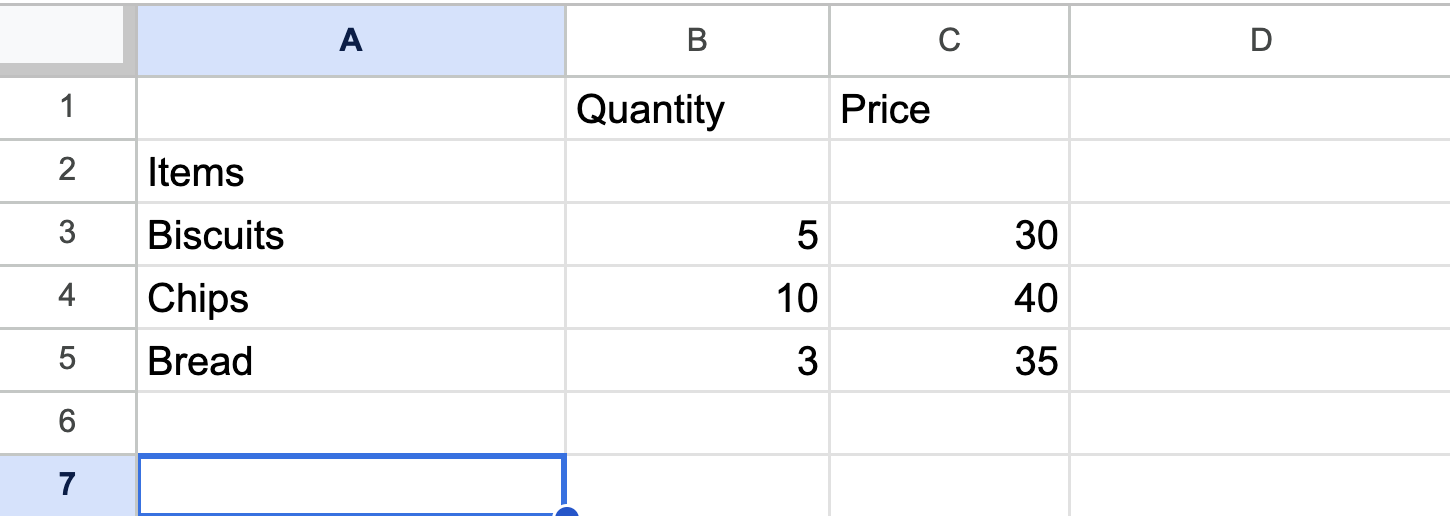 A B C D
1 Quantity Price
2 Items
3 Biscuits 5 30
4 Chips 10 40
5 Bread 3 35
6
7